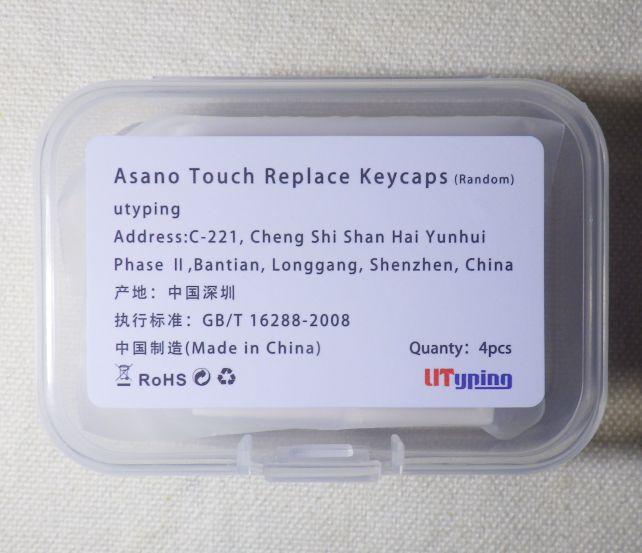 Asano Touch Replace Keycaps (Random)
utyping
Address:C-221, Cheng Shi Shan Hai Yunhui
Phase Ⅱ,Bantian, Longgang, Shenzhen, China
产地：中国深圳
执行标准：GB/T 16288-2008
中国制造(Made in China)
Quanty：4pcs
RoHS
UTyping